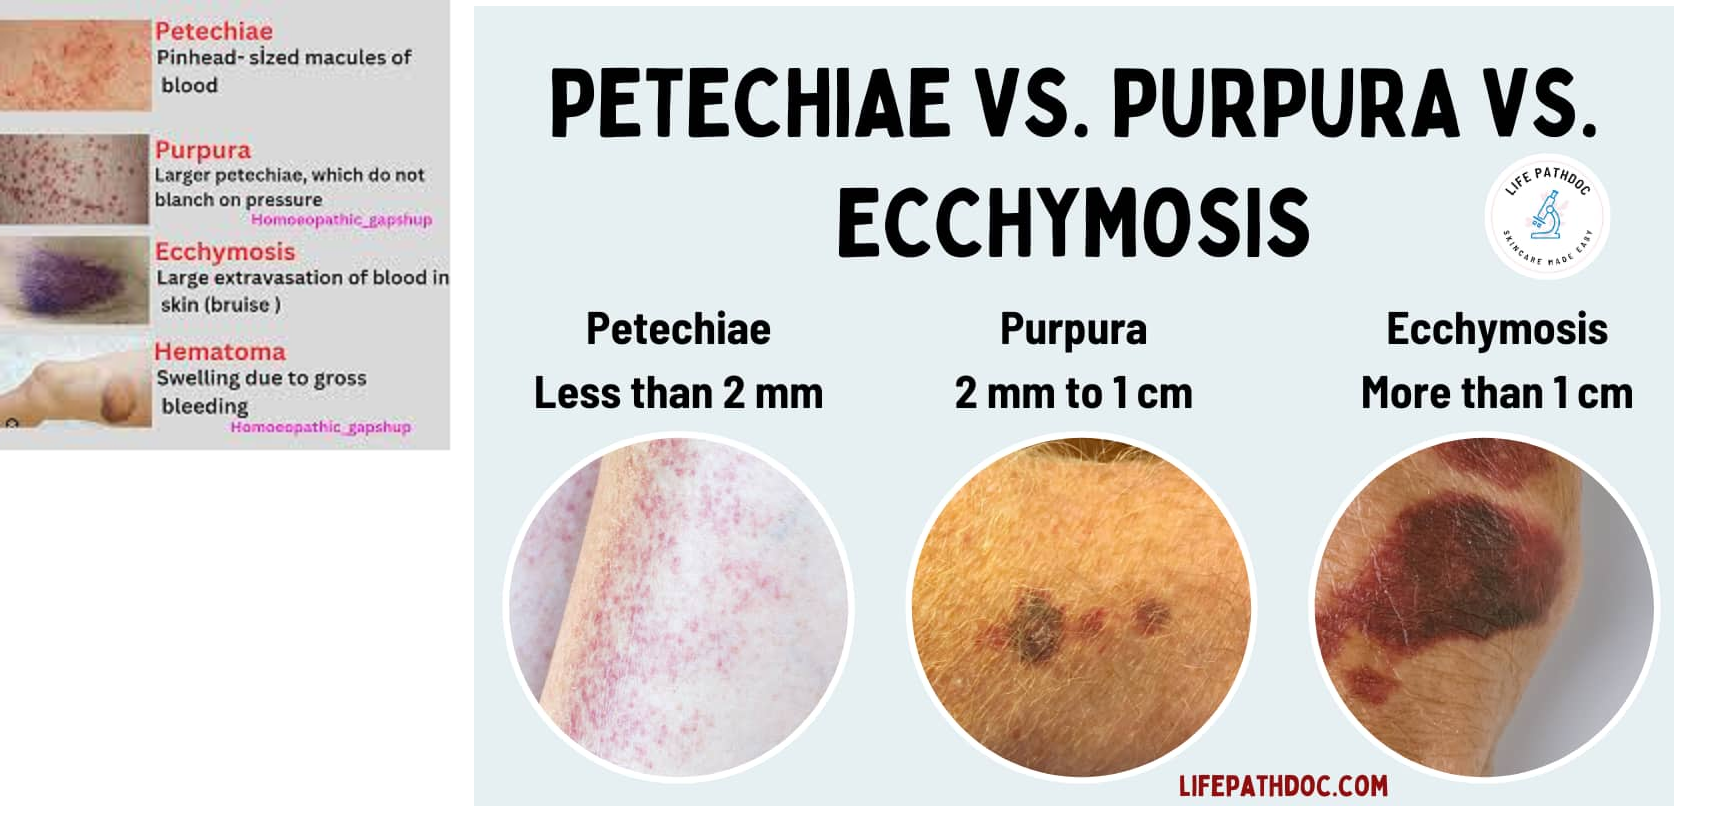 Petechiae
Pinhead- sized macules of
blood
Purpura
Larger petechiae, which do not
blanch on pressure
Homoeopathic_gapshup
Ecchymosis
Large extravasation of blood in
skin (bruise )
Hematoma
Swelling due to gross
bleeding
Homoeopathic_gapshup
PETECHIAE VS. PURPURA VS.
ECCHYMOSIS
LIFE PATHDOC
SKINCARE MADE EASY
Petechiae
Less than 2 mm
Purpura
2 mm to 1 cm
Ecchymosis
More than 1 cm
LIFEPATHDOC.COM